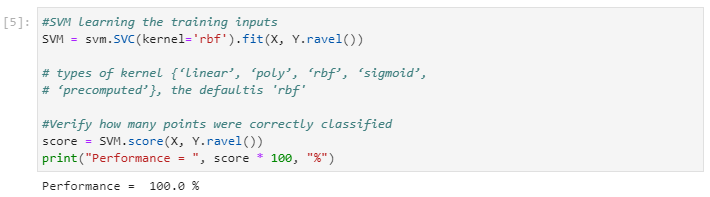 [5]: #SVM learning the training inputs
SVM = svm.SVC(kernel='rbf').fit(X, Y.ravel())
# types of kernel {‘linear’, ‘poly’, ‘rbf’, ‘sigmoid’,
# ‘precomputed’}, the defaultis 'rbf'
#Verify how many points were correctly classified
score = SVM.score(X, Y.ravel())
print("Performance = ", score * 100, "%")
Performance =  100.0 %